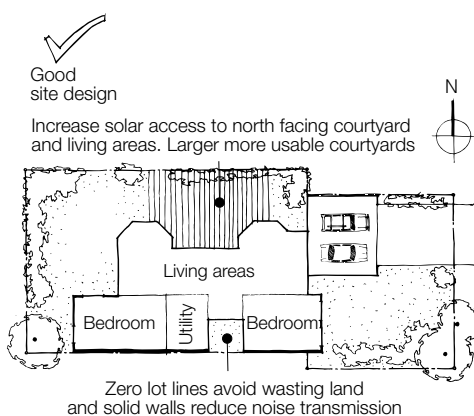 Good
site design
N
Increase solar access to north facing courtyard
and living areas. Larger more usable courtyards
Living areas
Bedroom
Utility
Bedroom
Zero lot lines avoid wasting land
and solid walls reduce noise transmission